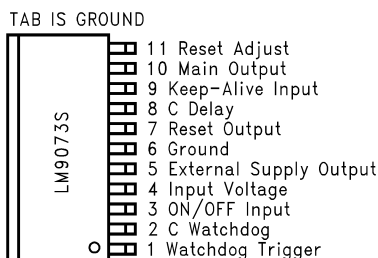 TAB IS GROUND
LM9073S
11 Reset Adjust
10 Main Output
9 Keep-Alive Input
8 C Delay
7 Reset Output
6 Ground
5 External Supply Output
4 Input Voltage
3 ON/OFF Input
2 C Watchdog
1 Watchdog Trigger